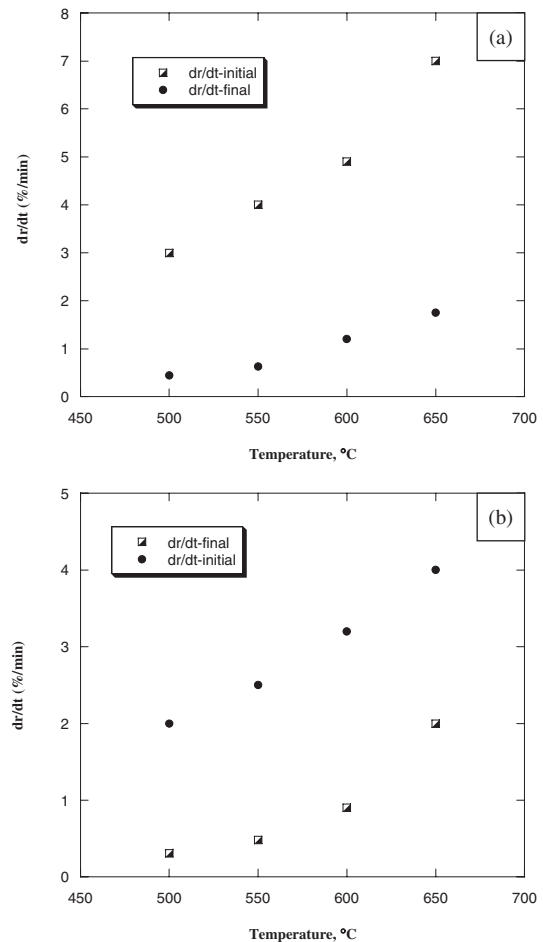 (a)
8
7
6
5
4
3
2
1
0
dr/dt (%/min)
dr/dt-initial
dr/dt-final
450 500 550 600 650 700
Temperature, °C
(b)
5
4
3
2
1
0
dr/dt (%/min)
dr/dt-final
dr/dt-initial
450 500 550 600 650 700
Temperature, °C